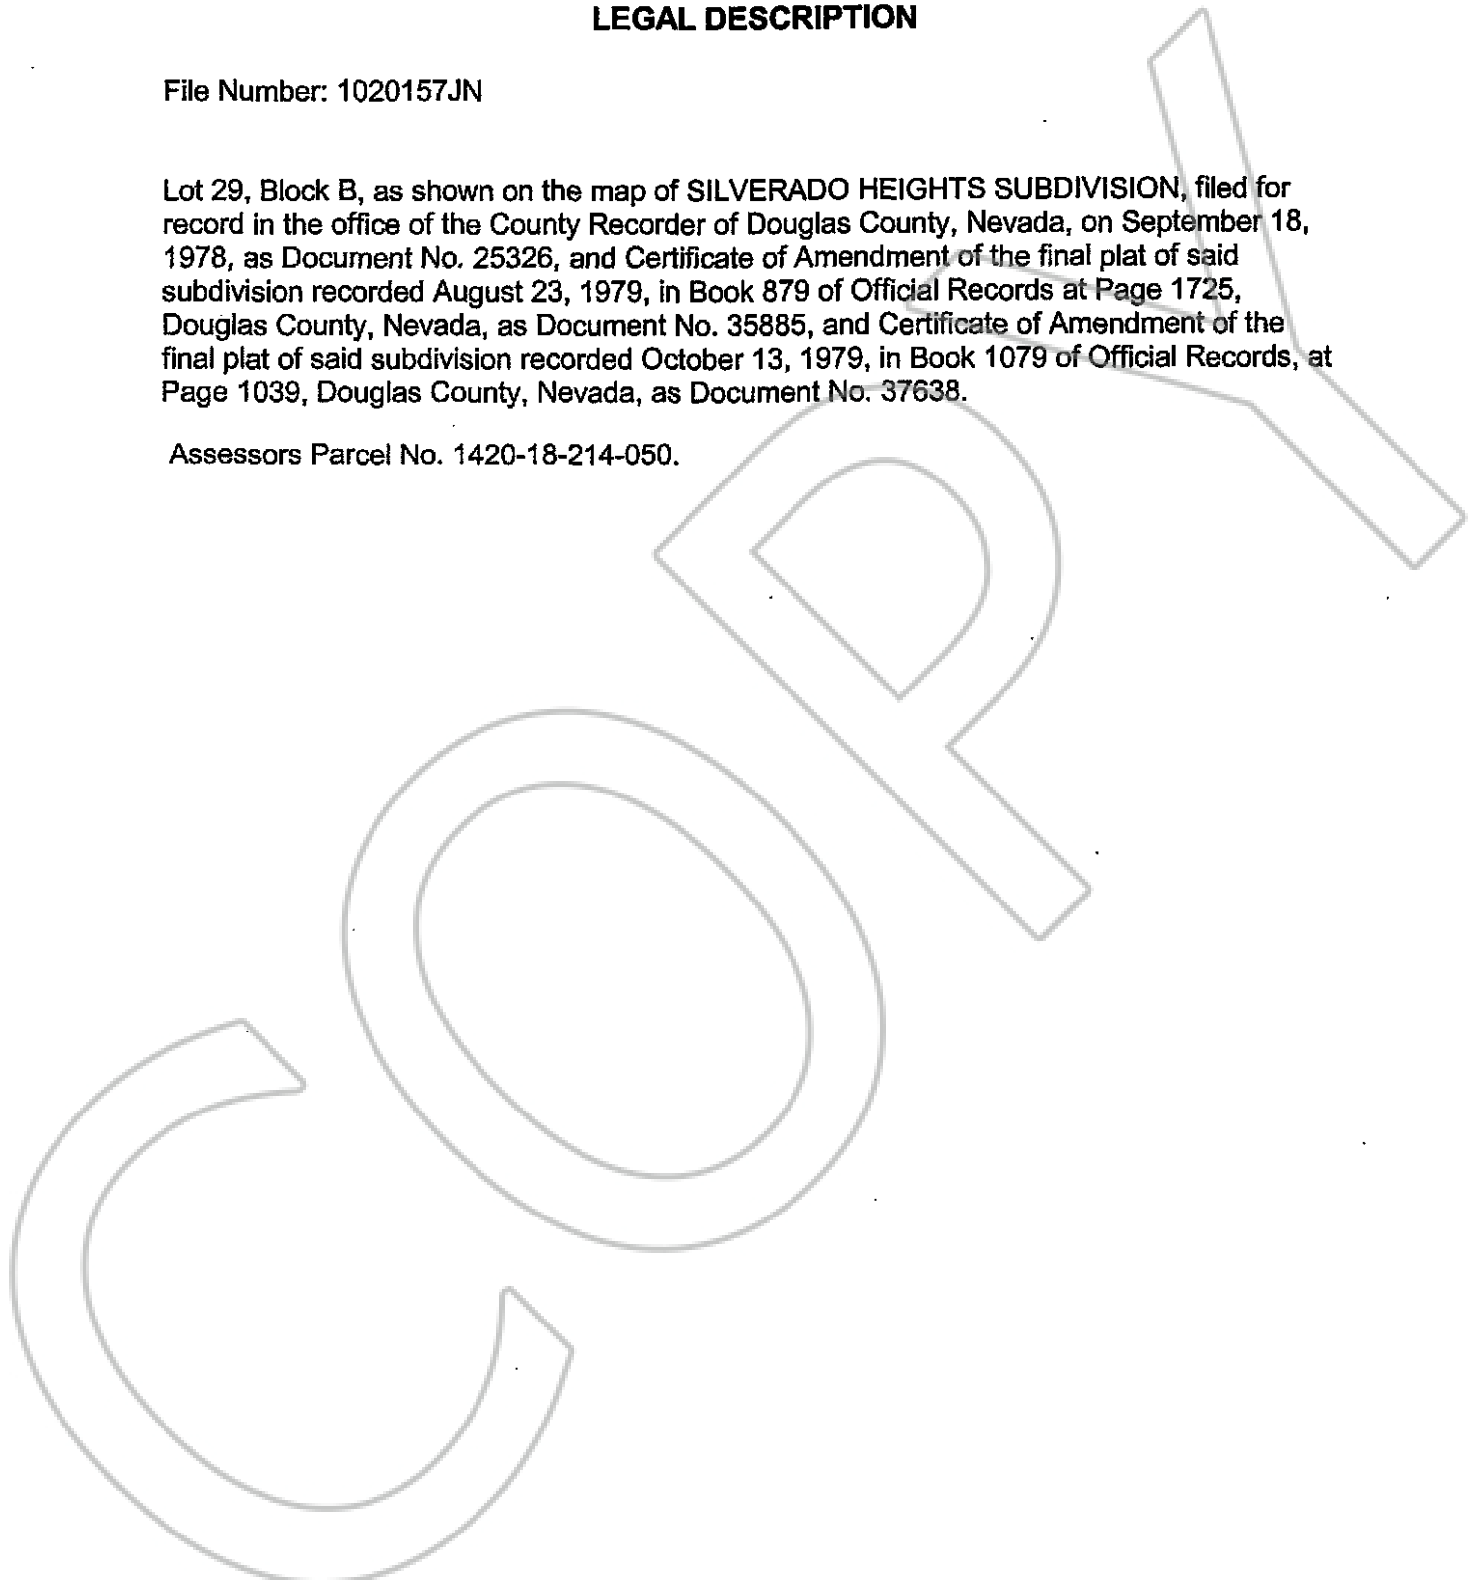 LEGAL DESCRIPTION
File Number: 1020157JN
Lot 29, Block B, as shown on the map of SILVERADO HEIGHTS SUBDIVISION, filed for
record in the office of the County Recorder of Douglas County, Nevada, on September 18,
1978, as Document No. 25326, and Certificate of Amendment of the final plat of said
subdivision recorded August 23, 1979, in Book 879 of Official Records at Page 1725,
Douglas County, Nevada, as Document No. 35885, and Certificate of Amendment of the
final plat of said subdivision recorded October 13, 1979, in Book 1079 of Official Records, at
Page 1039, Douglas County, Nevada, as Document No. 37638.
Assessors Parcel No. 1420-18-214-050.
COPY